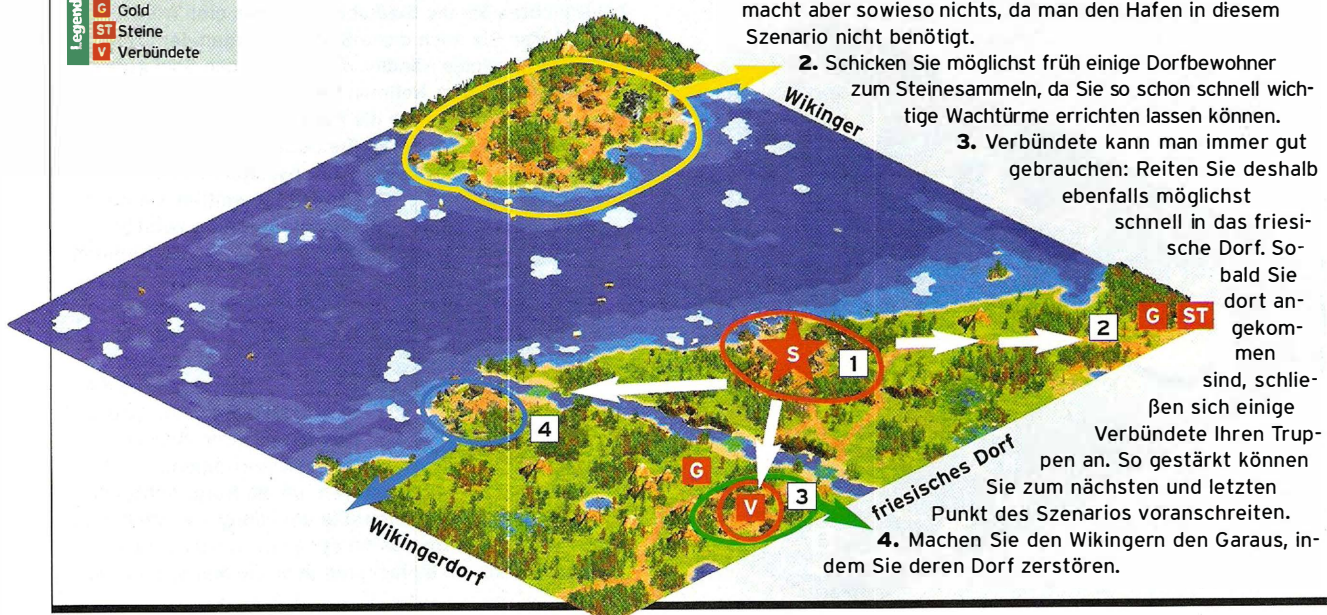 Legende
G Gold
ST Steine
V Verbündete
macht aber sowieso nichts, da man den Hafen in diesem
Szenario nicht benötigt.
2. Schicken Sie möglichst früh einige Dorfbewohner
zum Steinesammeln, da Sie so schon schnell wich-
tige Wachtürme errichten lassen können.
3. Verbündete kann man immer gut
gebrauchen: Reiten Sie deshalb
ebenfalls möglichst
schnell in das friesi-
sche Dorf. So-
bald Sie
dort an-
gekom-
men
sind, schlie-
ßen sich einige
Verbündete Ihren Trup-
pen an. So gestärkt können
Sie zum nächsten und letzten
Punkt des Szenarios voranschreiten.
4. Machen Sie den Wikingern den Garaus, in-
dem Sie deren Dorf zerstören.
Wikinger
2 G ST
S 1
4
G
V 3
friesisches Dorf
Wikingerdorf